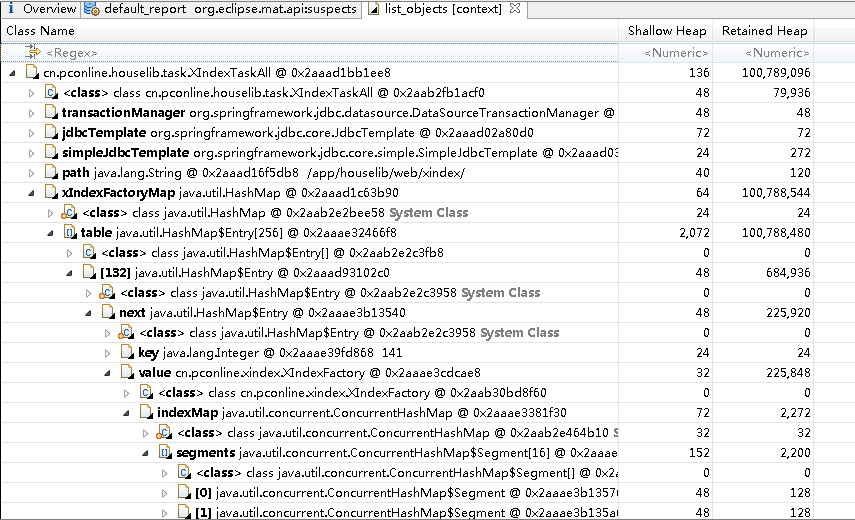 i Overview default_report org.eclipse.mat.api:suspects list_objects [context]
Class Name Shallow Heap Retained Heap
<Regex> <Numeric> <Numeric>
cn.pconline.houselib.task.XIndexTaskAll @ 0x2aaad1bb1ee8 136 100,789,096
<class> class cn.pconline.houselib.task.XIndexTaskAll @ 0x2aab2fb1acf0 48 79,936
transactionManager org.springframework.jdbc.datasource.DataSourceTransactionManager @ 48 48
jdbcTemplate org.springframework.jdbc.core.JdbcTemplate @ 0x2aaad02a80d0 72 72
simpleJdbcTemplate org.springframework.jdbc.core.simple.SimpleJdbcTemplate @ 0x2aaad03 24 272
path java.lang.String @ 0x2aaad16f5db8 /app/houselib/web/xindex/ 40 120
xIndexFactoryMap java.util.HashMap @ 0x2aaad1c63b90 64 100,788,544
<class> class java.util.HashMap @ 0x2aab2e2bee58 System Class 24 24
table java.util.HashMap$Entry[256] @ 0x2aaae32466f8 2,072 100,788,480
<class> class java.util.HashMap$Entry[] @ 0x2aab2e2c3fb8 0 0
[132] java.util.HashMap$Entry @ 0x2aaad93102c0 48 684,936
<class> class java.util.HashMap$Entry @ 0x2aab2e2c3958 System Class 0 0
next java.util.HashMap$Entry @ 0x2aaae3b13540 48 225,920
<class> class java.util.HashMap$Entry @ 0x2aab2e2c3958 System Class 0 0
key java.lang.Integer @ 0x2aaae39fd868 141 24 24
value cn.pconline.xindex.XIndexFactory @ 0x2aaae3cdcae8 32 225,848
<class> class cn.pconline.xindex.XIndexFactory @ 0x2aab30bd8f60 0 0
indexMap java.util.concurrent.ConcurrentHashMap @ 0x2aaae3381f30 72 2,272
<class> class java.util.concurrent.ConcurrentHashMap @ 0x2aab2e464b10 S 32 32
segments java.util.concurrent.ConcurrentHashMap$Segment[16] @ 0x2aaae 152 2,200
<class> class java.util.concurrent.ConcurrentHashMap$Segment[] @ 0x2a 0 0
[0] java.util.concurrent.ConcurrentHashMap$Segment @ 0x2aaae3b1357 48 128
[1] java.util.concurrent.ConcurrentHashMap$Segment @ 0x2aaae3b135a 48 128